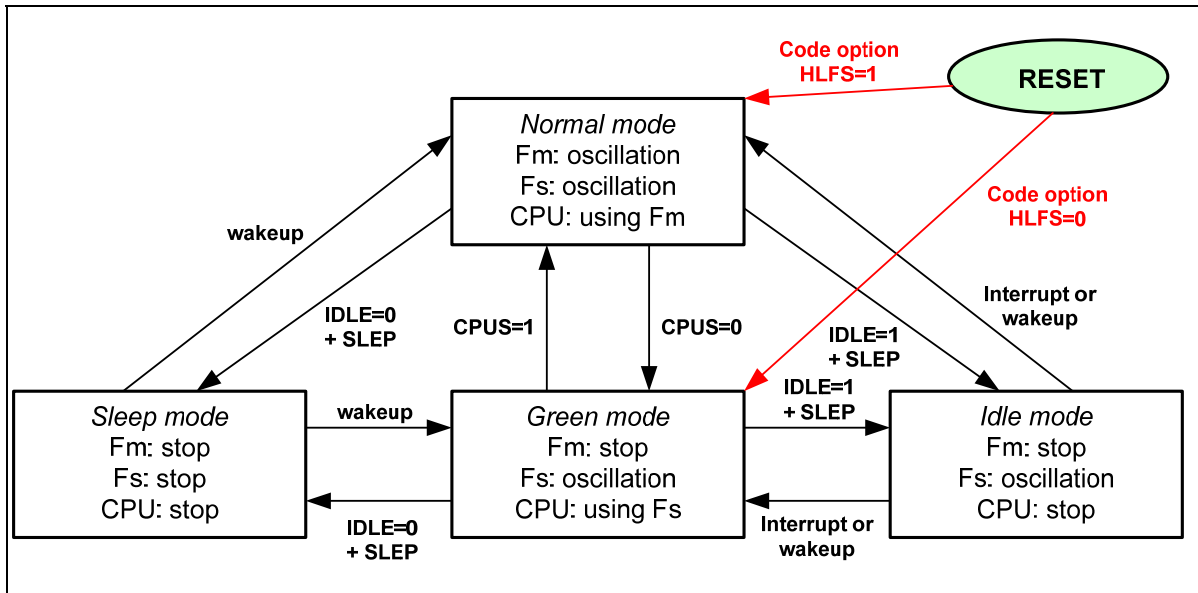 Code option
HLFS=1
RESET
Normal mode
Fm: oscillation
Fs: oscillation
CPU: using Fm
Code option
HLFS=0
wakeup
IDLE=0
+ SLEP
CPUS=1
CPUS=0
Interrupt or
wakeup
IDLE=1
+ SLEP
Sleep mode
Fm: stop
Fs: stop
CPU: stop
wakeup
IDLE=0
+ SLEP
Green mode
Fm: stop
Fs: oscillation
CPU: using Fs
IDLE=1
+ SLEP
Interrupt or
wakeup
Idle mode
Fm: stop
Fs: oscillation
CPU: stop